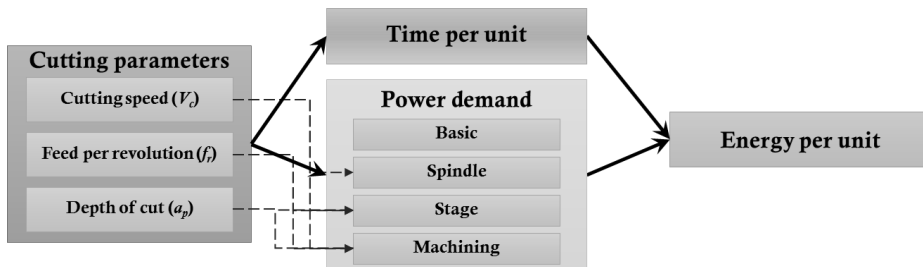 Cutting parameters
Cutting speed (Vc)
Feed per revolution (fr)
Depth of cut (ap)
Time per unit
Power demand
Basic
Spindle
Stage
Machining
Energy per unit